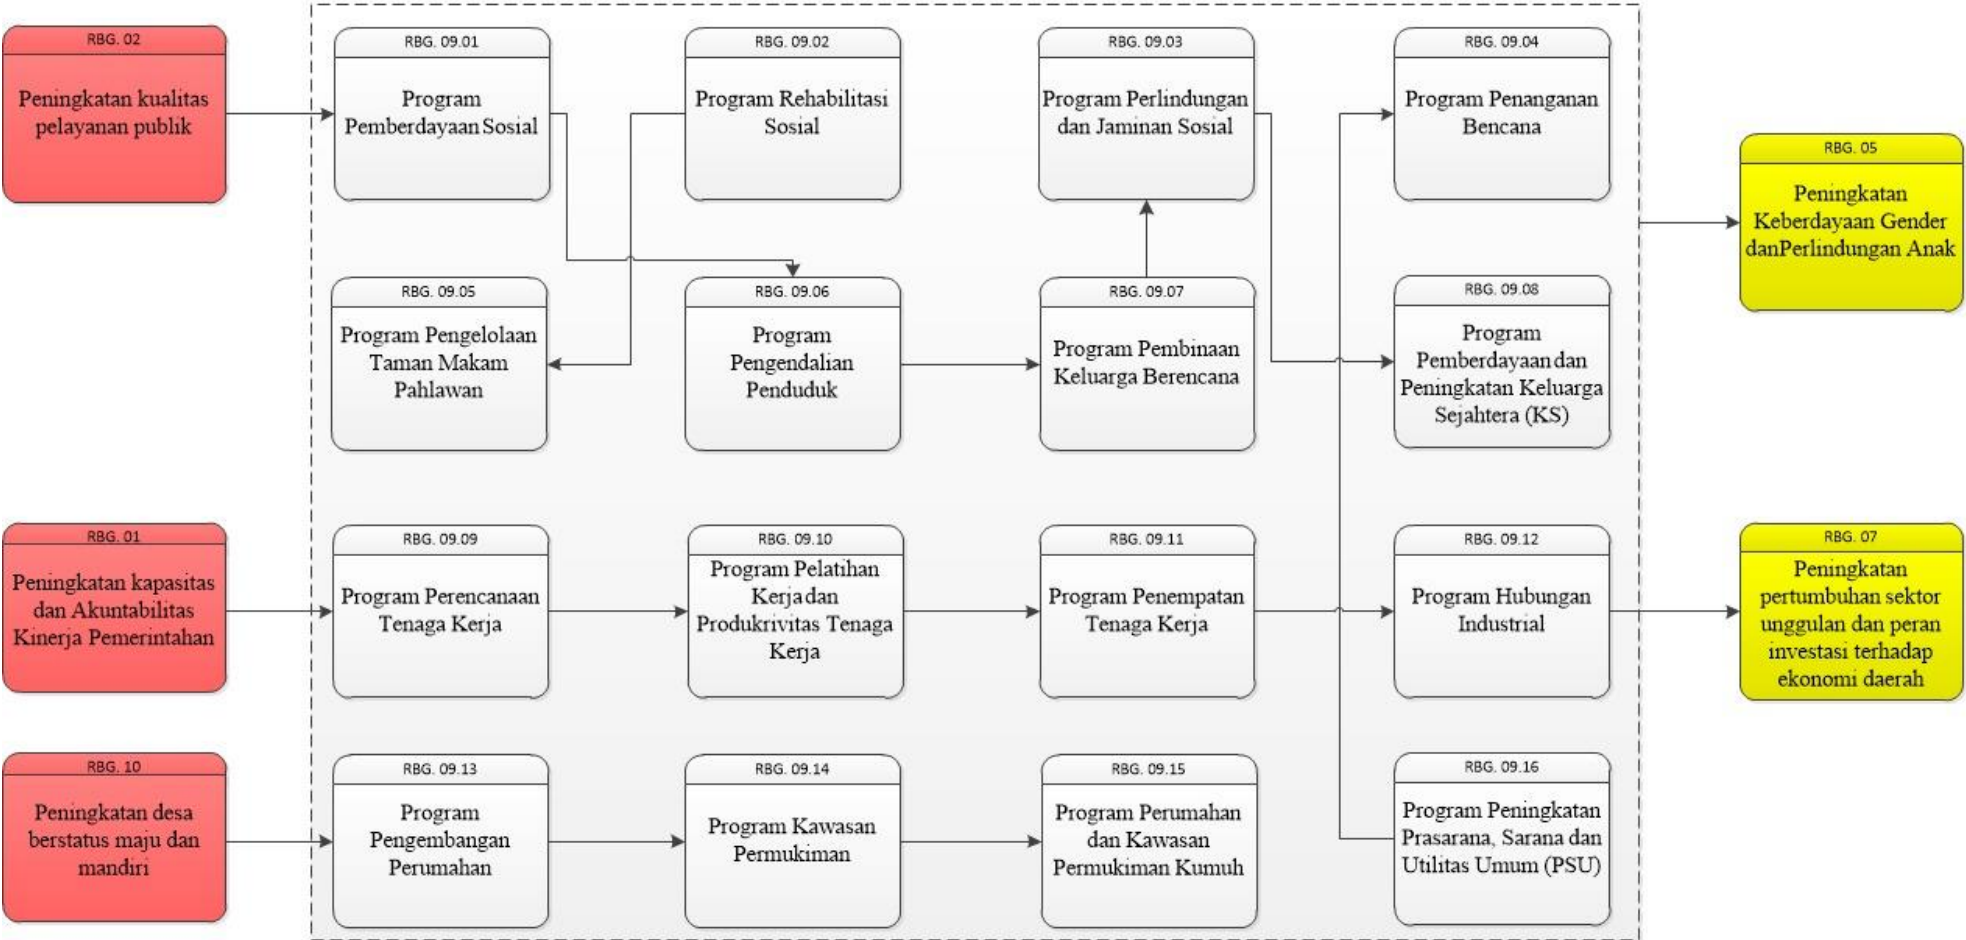 RBG. 02
Peningkatan kualitas
pelayanan publik
RBG. 09.01
Program
Pemberdayaan Sosial
RBG. 09.02
Program Rehabilitasi
Sosial
RBG. 09.03
Program Perlindungan
dan Jaminan Sosial
RBG. 09.04
Program Penanganan
Bencana
RBG. 05
Peningkatan
Keberdayaan Gender
danPerlindungan Anak
RBG. 09.05
Program Pengelolaan
Taman Makam
Pahlawan
RBG. 09.06
Program
Pengendalian
Penduduk
RBG. 09.07
Program Pembinaan
Keluarga Berencana
RBG. 09.08
Program
Pemberdayaan dan
Peningkatan Keluarga
Sejahtera (KS)
RBG. 01
Peningkatan kapasitas
dan Akuntabilitas
Kinerja Pemerintahan
RBG. 09.09
Program Perencanaan
Tenaga Kerja
RBG. 09.10
Program Pelatihan
Kerja dan
Produkrivitas Tenaga
Kerja
RBG. 09.11
Program Penempatan
Tenaga Kerja
RBG. 09.12
Program Hubungan
Industrial
RBG. 07
Peningkatan
pertumbuhan sektor
unggulan dan peran
investasi terhadap
ekonomi daerah
RBG. 10
Peningkatan desa
berstatus maju dan
mandiri
RBG. 09.13
Program
Pengembangan
Perumahan
RBG. 09.14
Program Kawasan
Permukiman
RBG. 09.15
Program Perumahan
dan Kawasan
Permukiman Kumuh
RBG. 09.16
Program Peningkatan
Prasarana, Sarana dan
Utilitas Umum (PSU)